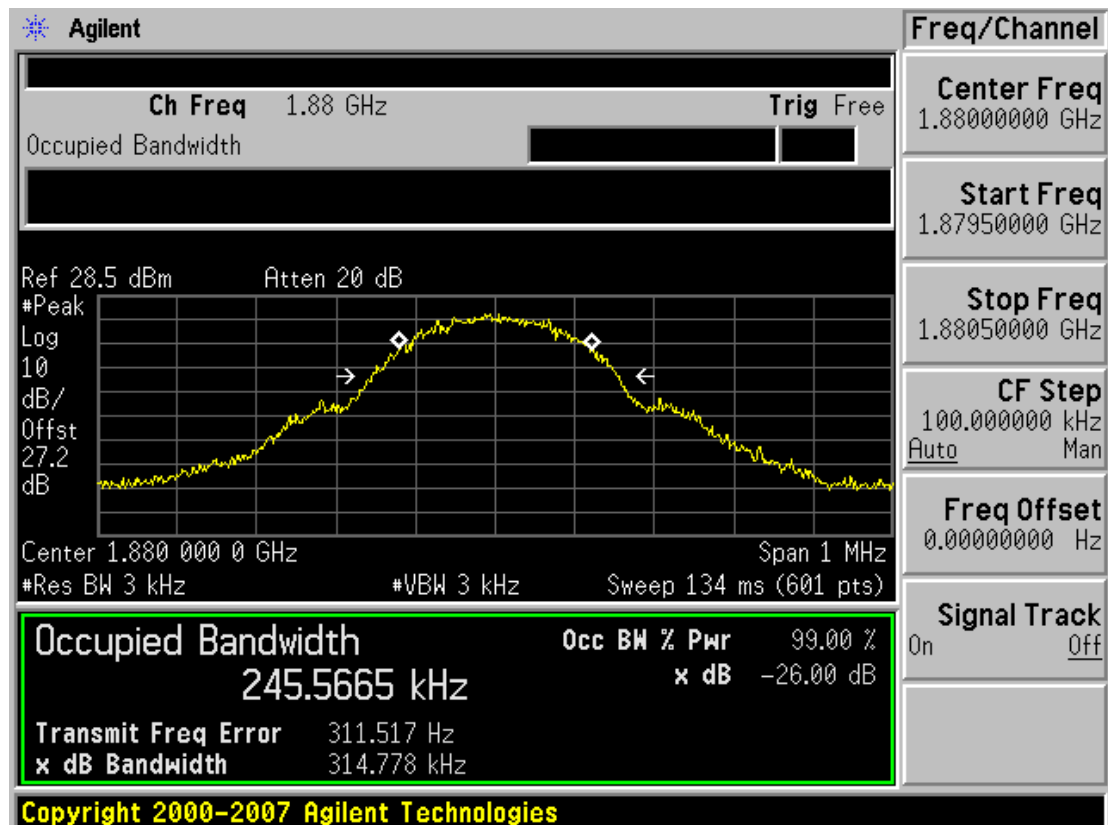 Agilent
Freq/Channel
Ch Freq 1.88 GHz Trig Free
Occupied Bandwidth
Center Freq
1.88000000 GHz
Start Freq
1.87950000 GHz
Stop Freq
1.88050000 GHz
CF Step
100.000000 kHz
Auto Man
Freq Offset
0.00000000 Hz
Signal Track
On Off
Ref 28.5 dBm Atten 20 dB
#Peak
Log
10
dB/
Offst
27.2
dB
Center 1.880 000 0 GHz Span 1 MHz
#Res BW 3 kHz #VBW 3 kHz Sweep 134 ms (601 pts)
Occupied Bandwidth Occ BW % Pwr 99.00 %
245.5665 kHz x dB -26.00 dB
Transmit Freq Error 311.517 Hz
x dB Bandwidth 314.778 kHz
Copyright 2000-2007 Agilent Technologies